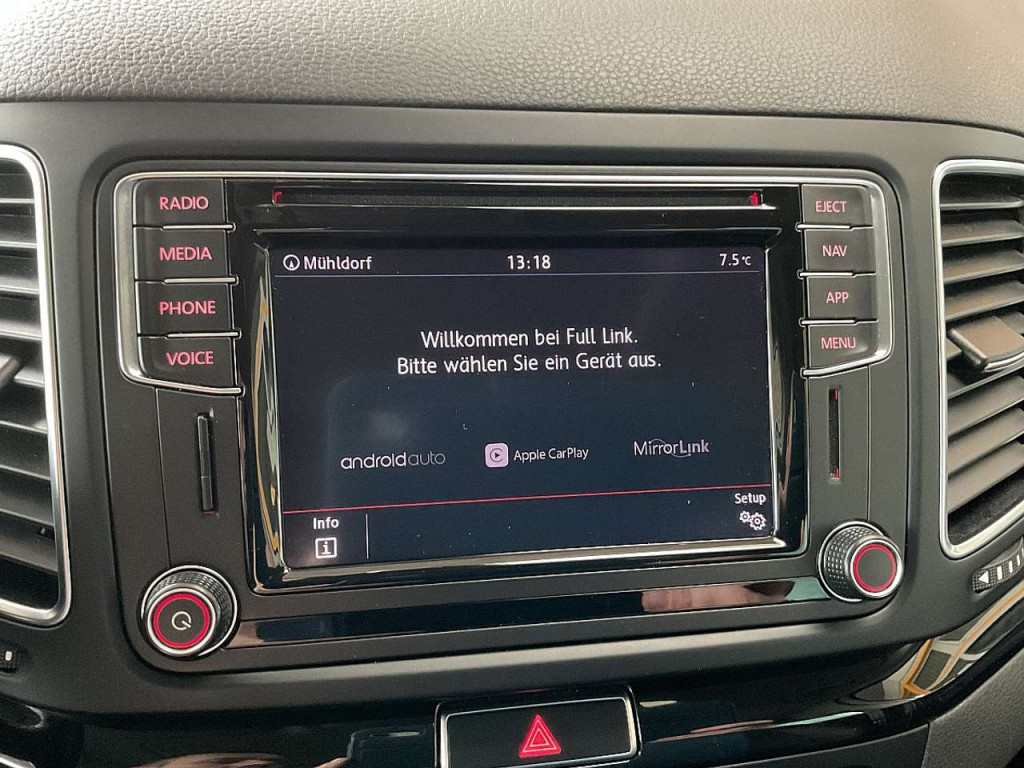 RADIO
MEDIA
PHONE
VOICE
EJECT
NAV
APP
MENU
Mühldorf 13:18 7.5 °C
Willkommen bei Full Link.
Bitte wählen Sie ein Gerät aus.
androidauto Apple CarPlay MirrorLink
Info Setup
i